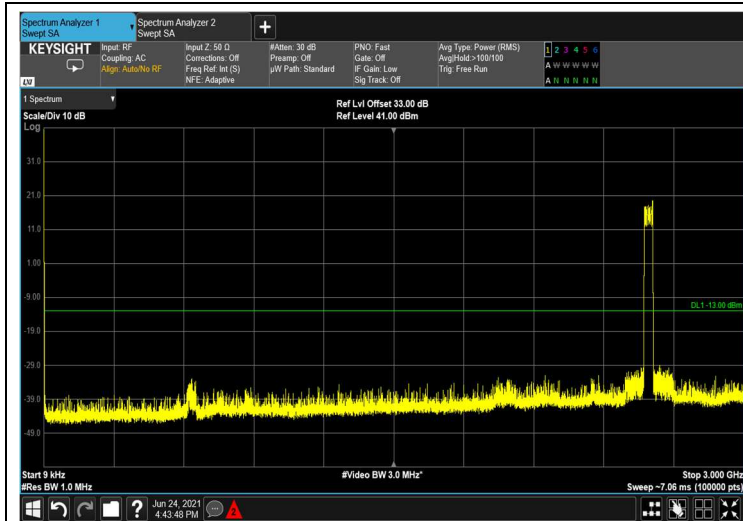 Spectrum Analyzer 1
Swept SA
Spectrum Analyzer 2
Swept SA
+
KEYSIGHT
LXI
Input: RF
Coupling: AC
Align: Auto/No RF
Input Z: 50 Ω
Corrections: Off
Freq Ref: Int (S)
NFE: Adaptive
#Atten: 30 dB
Preamp: Off
µW Path: Standard
PNO: Fast
Gate: Off
IF Gain: Low
Sig Track: Off
Avg Type: Power (RMS)
Avg|Hold:>100/100
Trig: Free Run
1 2 3 4 5 6
A W W W W W
A N N N N N
1 Spectrum
Scale/Div 10 dB
Log
Ref Lvl Offset 33.00 dB
Ref Level 41.00 dBm
31.0
21.0
11.0
1.00
-9.00
DL1 -13.00 dBm
-19.0
-29.0
-39.0
-49.0
Start 9 kHz
#Res BW 1.0 MHz
#Video BW 3.0 MHz*
Stop 3.000 GHz
Sweep ~7.06 ms (100000 pts)
?
Jun 24, 2021
4:43:48 PM
2